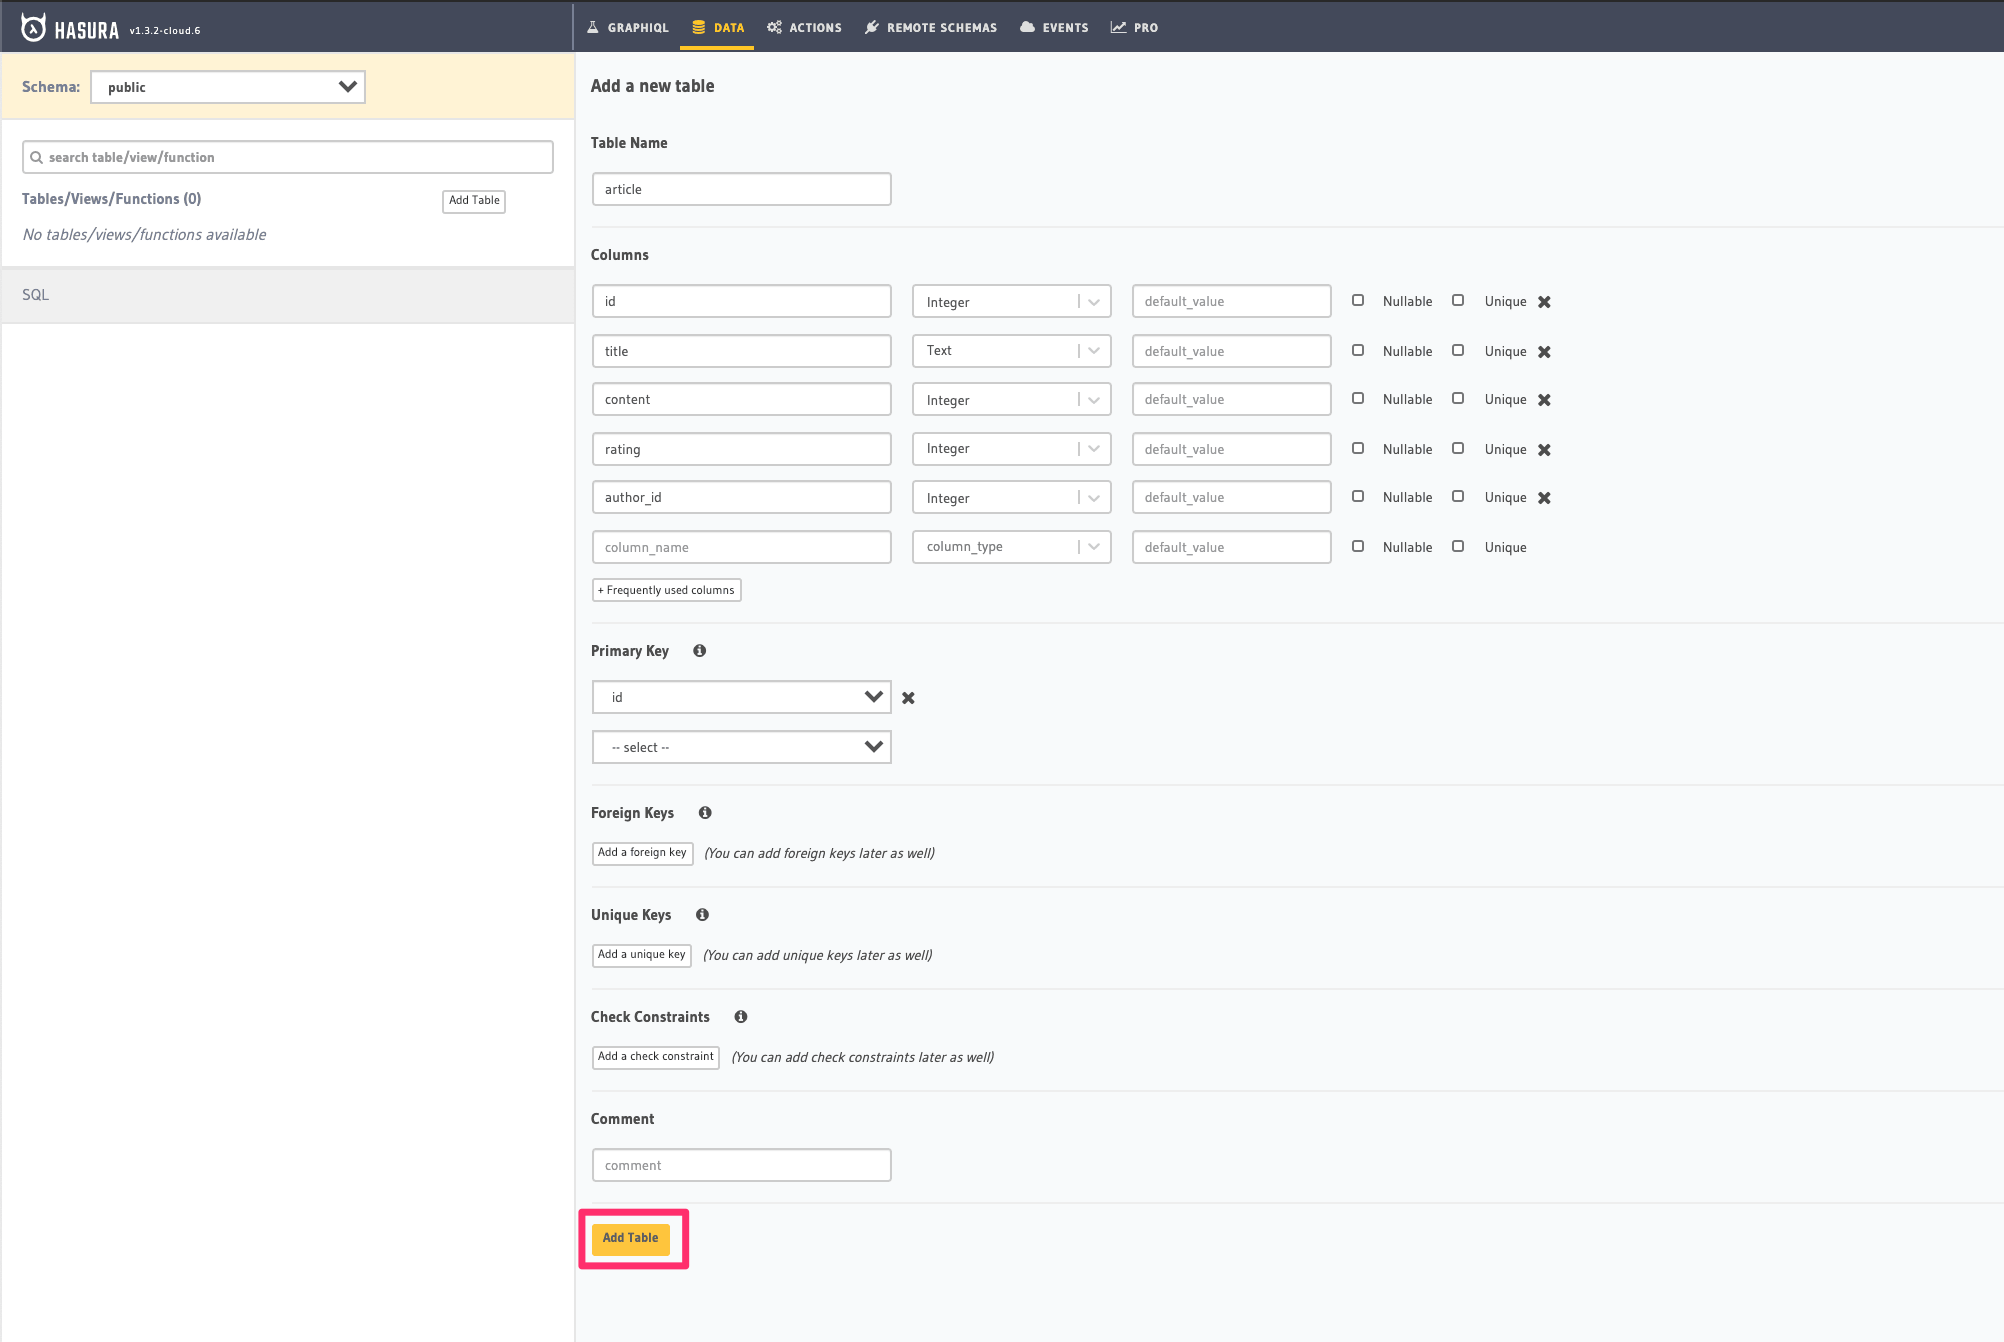 HASURA v1.3.2-cloud.6
GRAPHIQL DATA ACTIONS REMOTE SCHEMAS EVENTS PRO
Schema: public
search table/view/function
Tables/Views/Functions (0) Add Table
No tables/views/functions available
SQL
Add a new table
Table Name
article
Columns
id Integer default_value Nullable Unique
title Text default_value Nullable Unique
content Integer default_value Nullable Unique
rating Integer default_value Nullable Unique
author_id Integer default_value Nullable Unique
column_name column_type default_value Nullable Unique
+ Frequently used columns
Primary Key
id
-- select --
Foreign Keys
Add a foreign key (You can add foreign keys later as well)
Unique Keys
Add a unique key (You can add unique keys later as well)
Check Constraints
Add a check constraint (You can add check constraints later as well)
Comment
comment
Add Table